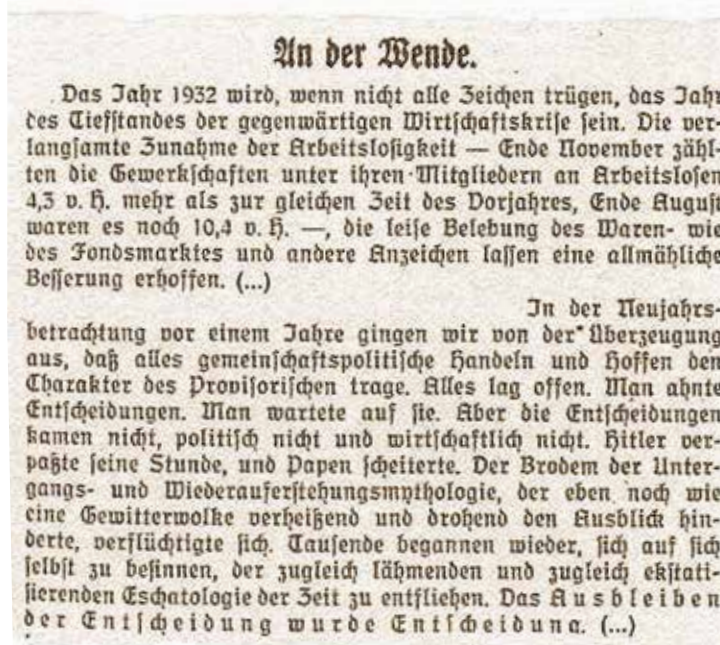 An der Wende.
Das Jahr 1932 wird, wenn nicht alle Zeichen trügen, das Jahr
des Tiefstandes der gegenwärtigen Wirtschaftskrise sein. Die ver-
langsamte Zunahme der Arbeitslosigkeit — Ende November zähl-
ten die Gewerkschaften unter ihren Mitgliedern an Arbeitslosen
4,3 v. H. mehr als zur gleichen Zeit des Vorjahres, Ende August
waren es noch 10,4 v. H. —, die leise Belebung des Waren- wie
des Fondsmarktes und andere Anzeichen lassen eine allmähliche
Besserung erhoffen. (...)
In der Neujahrs-
betrachtung vor einem Jahre gingen wir von der Überzeugung
aus, daß alles gemeinschaftspolitische Handeln und Hoffen den
Charakter des Provisorischen trage. Alles lag offen. Man ahnte
Entscheidungen. Man wartete auf sie. Aber die Entscheidungen
kamen nicht, politisch nicht und wirtschaftlich nicht. Hitler ver-
paßte seine Stunde, und Papen scheiterte. Der Brodem der Unter-
gangs- und Wiederauferstehungsmythologie, der eben noch wie
eine Gewitterwolke verheißend und drohend den Ausblick hin-
derte, verflüchtigte sich. Tausende begannen wieder, sich auf sich
selbst zu besinnen, der zugleich lähmenden und zugleich ekstati-
sierenden Eschatologie der Zeit zu entfliehen. Das Ausbleiben
der Entscheidung wurde Entscheidung. (...)